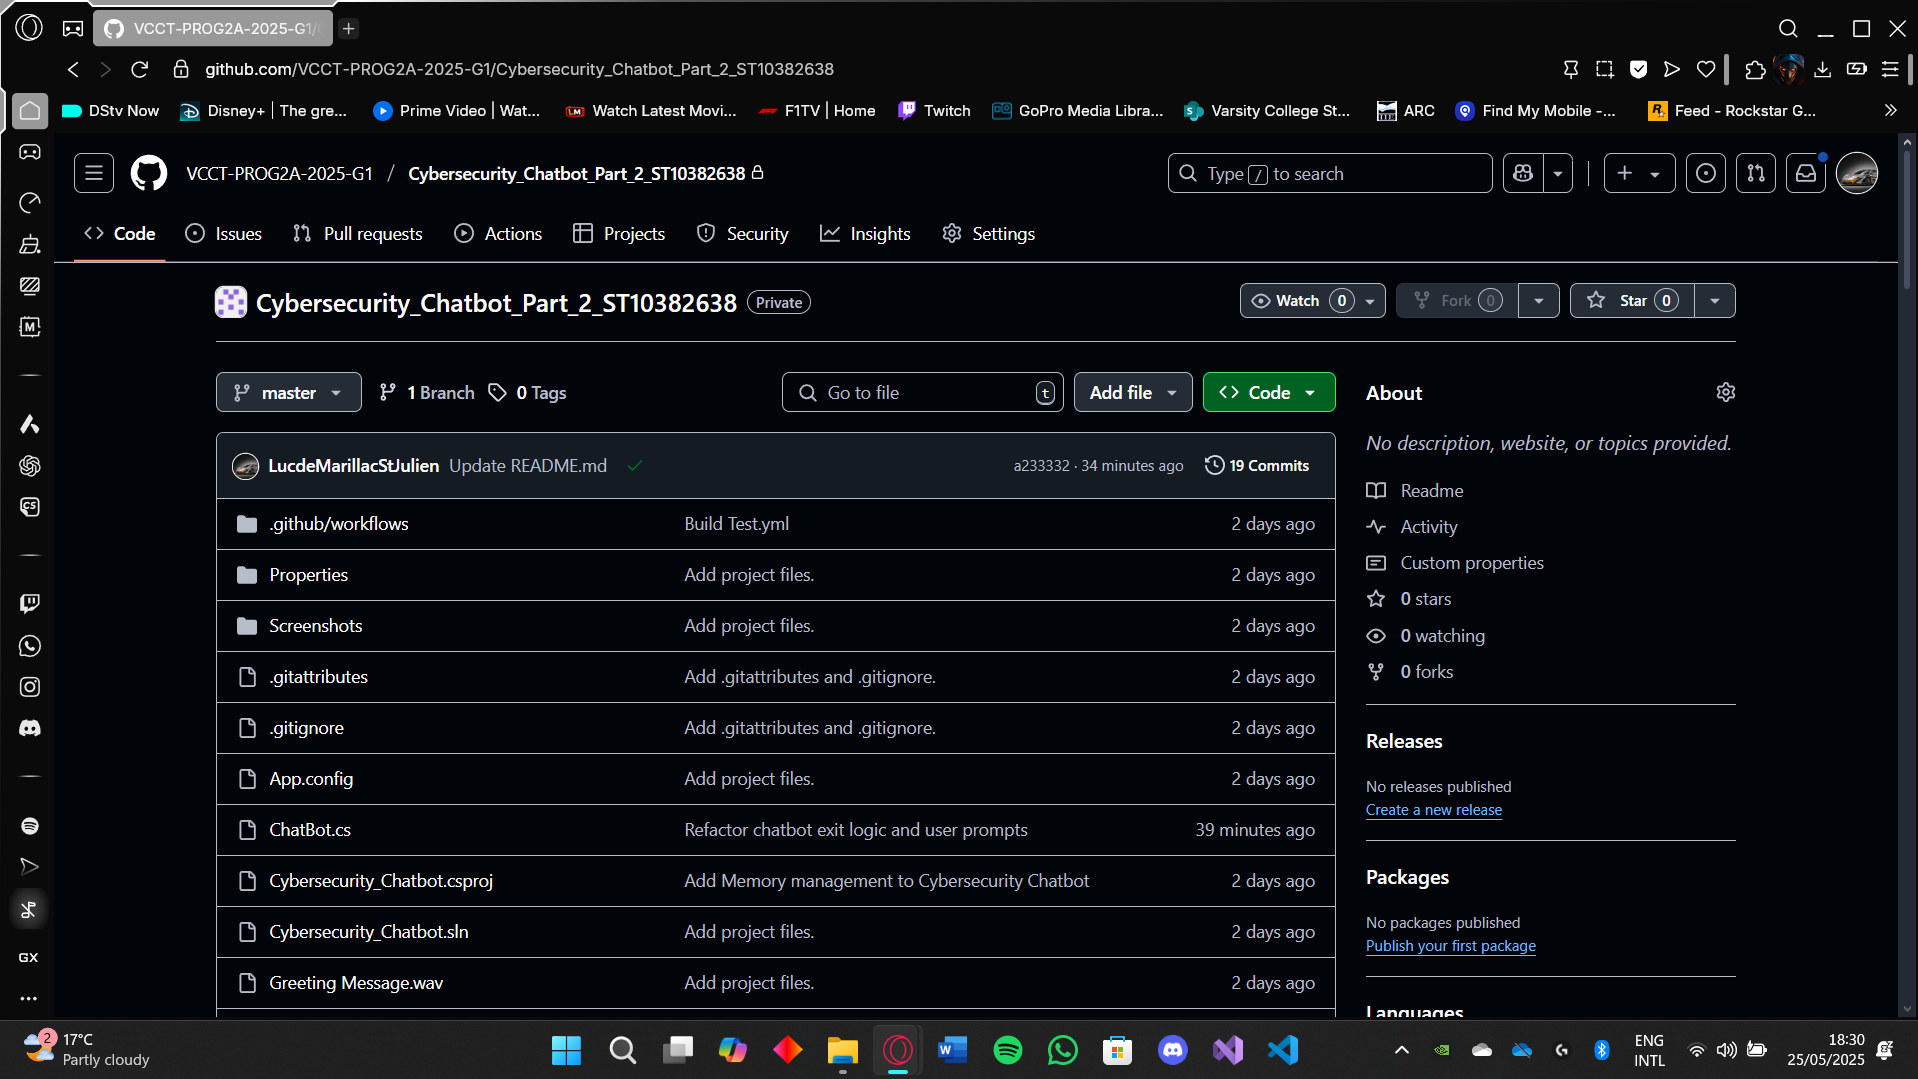 VCCT-PROG2A-2025-G1/
github.com/VCCT-PROG2A-2025-G1/Cybersecurity_Chatbot_Part_2_ST10382638
DStv Now
Disney+ | The gre...
Prime Video | Wat...
LM
Watch Latest Movi...
F1TV | Home
Twitch
GoPro Media Libra...
Varsity College St...
ARC
Find My Mobile -...
Feed - Rockstar G...
VCCT-PROG2A-2025-G1 / Cybersecurity_Chatbot_Part_2_ST10382638
Type / to search
Code
Issues
Pull requests
Actions
Projects
Security
Insights
Settings
Cybersecurity_Chatbot_Part_2_ST10382638 Private
Watch 0
Fork 0
Star 0
master
1 Branch
0 Tags
Go to file t
Add file
Code
LucdeMarillacStJulien Update README.md a233332 · 34 minutes ago 19 Commits
.github/workflows Build Test.yml 2 days ago
Properties Add project files. 2 days ago
Screenshots Add project files. 2 days ago
.gitattributes Add .gitattributes and .gitignore. 2 days ago
.gitignore Add .gitattributes and .gitignore. 2 days ago
App.config Add project files. 2 days ago
ChatBot.cs Refactor chatbot exit logic and user prompts 39 minutes ago
Cybersecurity_Chatbot.csproj Add Memory management to Cybersecurity Chatbot 2 days ago
Cybersecurity_Chatbot.sln Add project files. 2 days ago
Greeting Message.wav Add project files. 2 days ago
About
No description, website, or topics provided.
Readme
Activity
Custom properties
0 stars
0 watching
0 forks
Releases
No releases published
Create a new release
Packages
No packages published
Publish your first package
Languages
M
CS
GX
2
17°C
Partly cloudy
W
ENG
INTL
18:30
25/05/2025